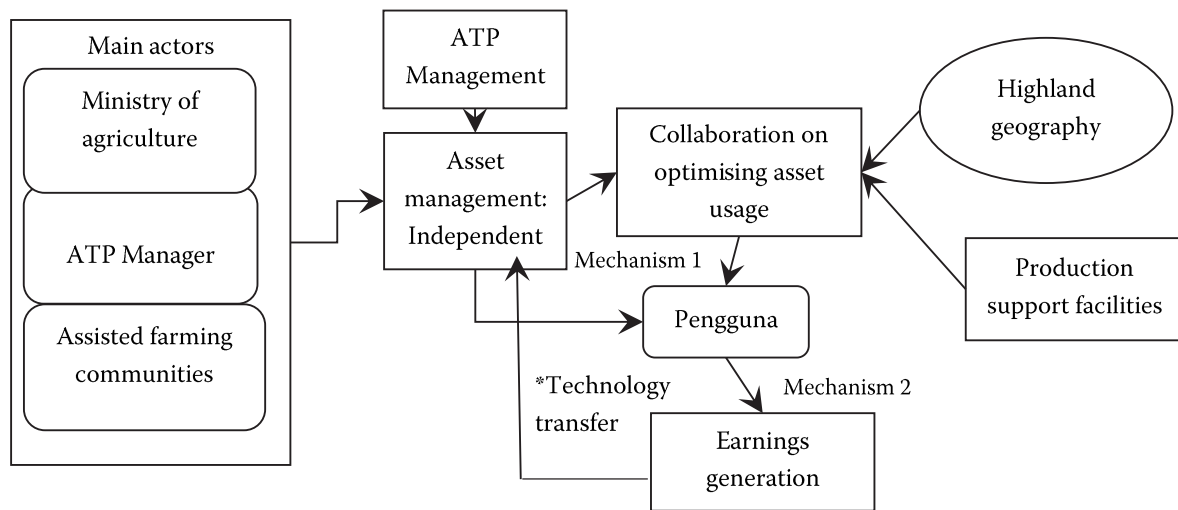 Main actors
Ministry of
agriculture
ATP Manager
Assisted farming
communities
ATP
Management
Asset
management:
Independent
Collaboration on
optimising asset
usage
Highland
geography
Production
support facilities
Mechanism 1
Pengguna
*Technology
transfer
Mechanism 2
Earnings
generation